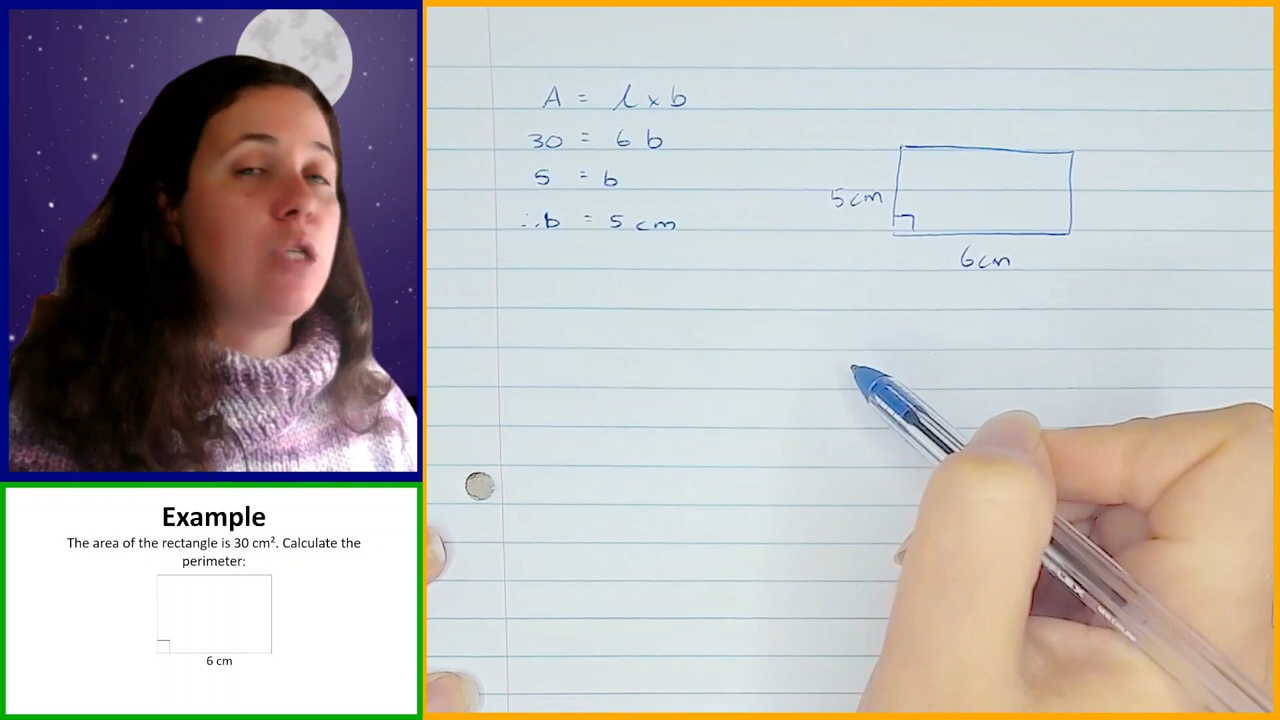 A = l x b
30 = 6 b
5 = b
∴ b = 5 cm
5cm
6cm
Example
The area of the rectangle is 30 cm². Calculate the
perimeter:
6 cm